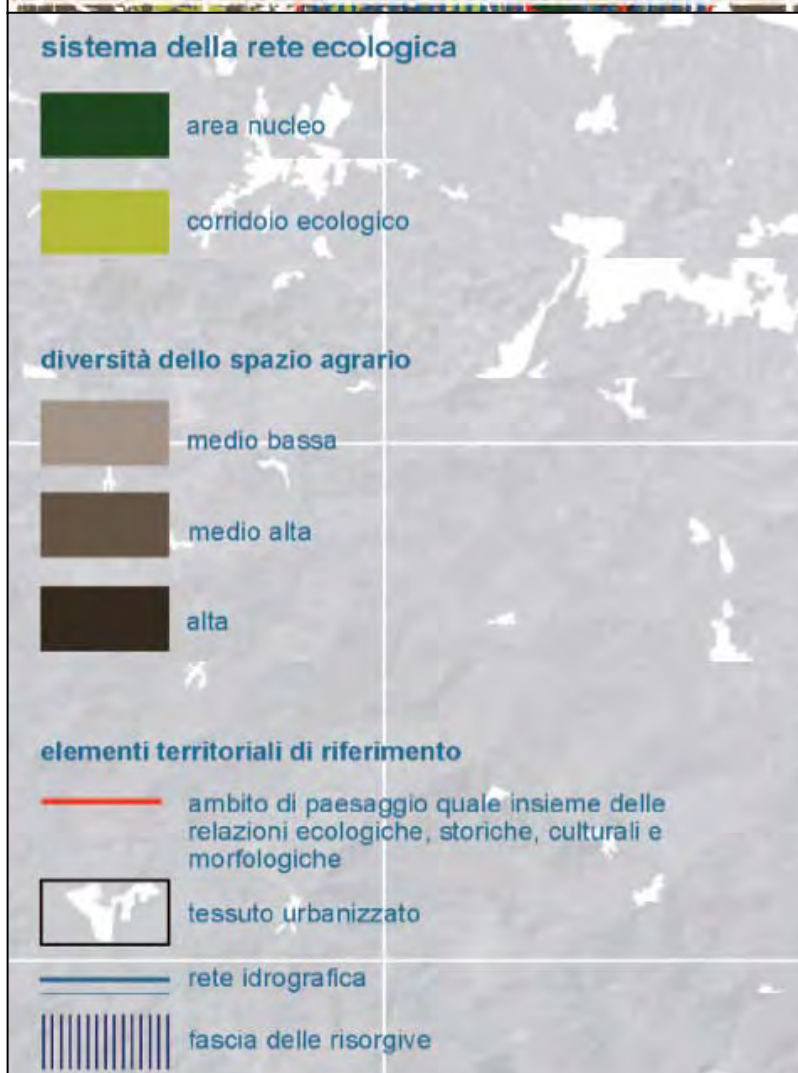 sistema della rete ecologica
area nucleo
corridoio ecologico
diversità dello spazio agrario
medio bassa
medio alta
alta
elementi territoriali di riferimento
ambito di paesaggio quale insieme delle
relazioni ecologiche, storiche, culturali e
morfologiche
tessuto urbanizzato
rete idrografica
fascia delle risorgive